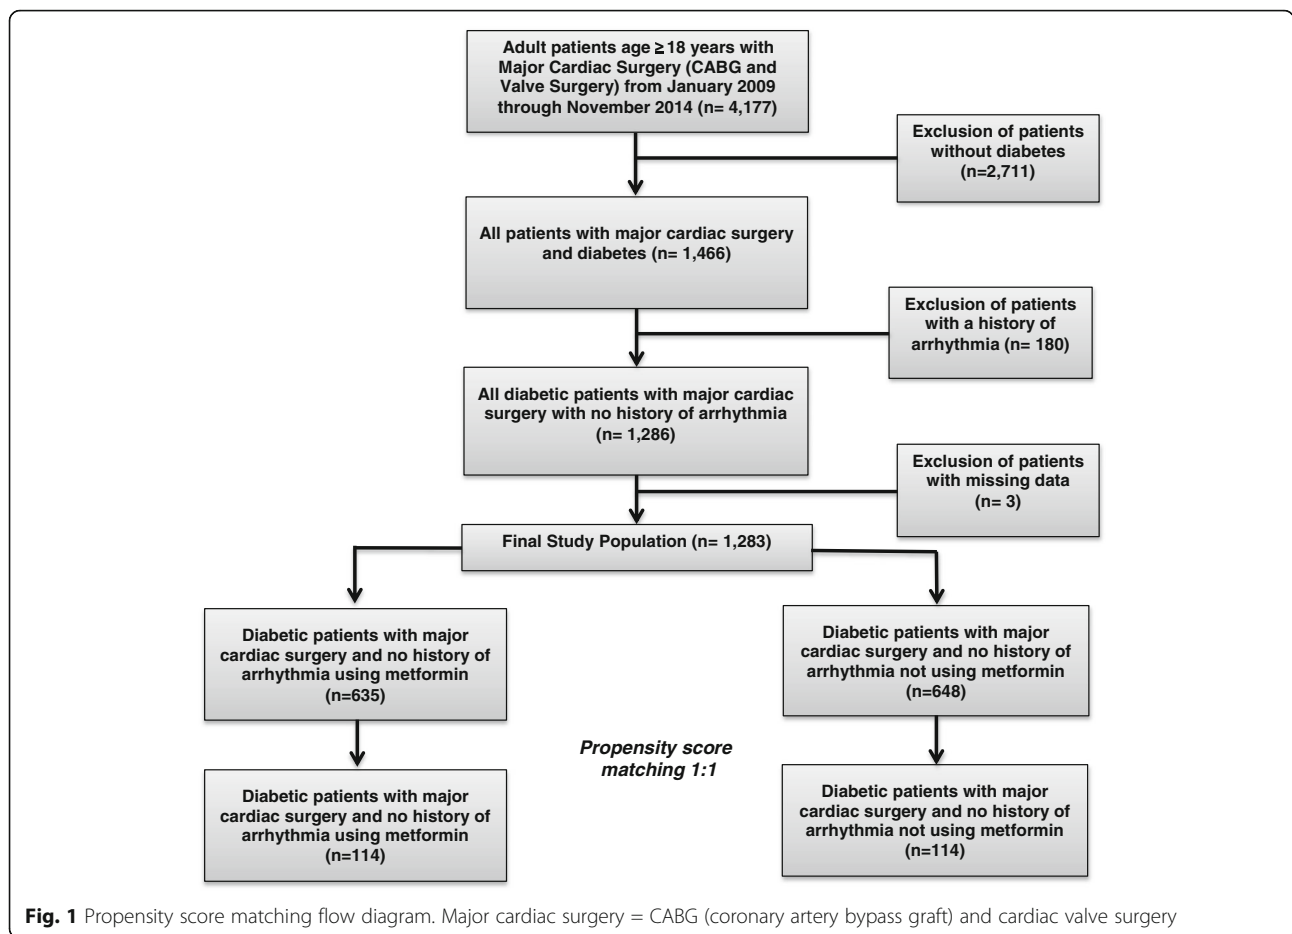 Adult patients age ≥ 18 years with
Major Cardiac Surgery (CABG and
Valve Surgery) from January 2009
through November 2014 (n= 4,177)
Exclusion of patients
without diabetes
(n=2,711)
All patients with major cardiac surgery
and diabetes (n= 1,466)
Exclusion of patients
with a history of
arrhythmia (n= 180)
All diabetic patients with major cardiac
surgery with no history of arrhythmia
(n= 1,286)
Exclusion of patients
with missing data
(n= 3)
Final Study Population (n= 1,283)
Diabetic patients with major
cardiac surgery and no history of
arrhythmia using metformin
(n=635)
Diabetic patients with major
cardiac surgery and no history of
arrhythmia not using metformin
(n=648)
Propensity score
matching 1:1
Diabetic patients with major
cardiac surgery and no history of
arrhythmia using metformin
(n=114)
Diabetic patients with major
cardiac surgery and no history of
arrhythmia not using metformin
(n=114)
Fig. 1 Propensity score matching flow diagram. Major cardiac surgery = CABG (coronary artery bypass graft) and cardiac valve surgery